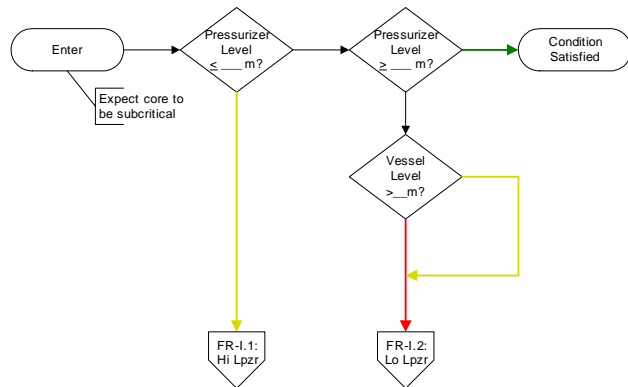 Enter
Expect core to
be subcritical
Pressurizer
Level
≤ ___ m?
Pressurizer
Level
≥ ___ m?
Condition
Satisfied
Vessel
Level
>__m?
FR-I.1:
Hi Lpzr
FR-I.2:
Lo Lpzr